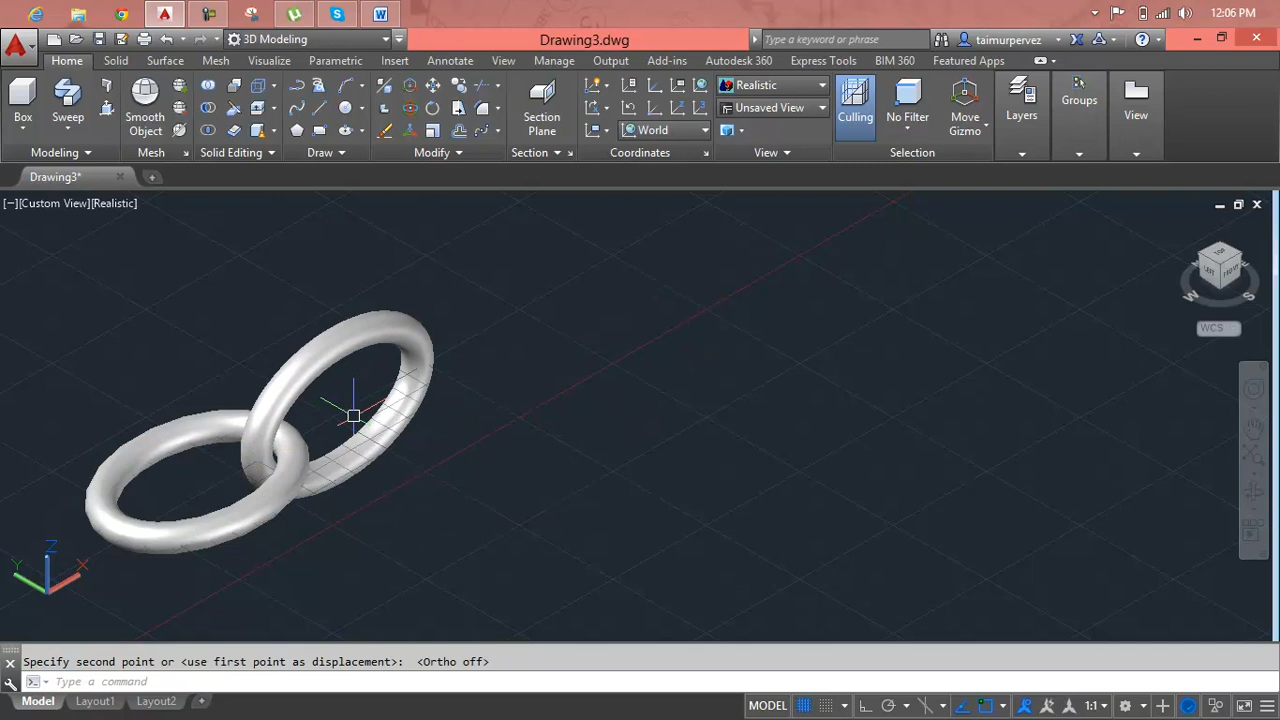 12:06 PM
3D Modeling
Drawing3.dwg
Type a keyword or phrase
taimurpervez
Home Solid Surface Mesh Visualize Parametric Insert Annotate View Manage Output Add-ins Autodesk 360 Express Tools BIM 360 Featured Apps
Box
Sweep
Smooth
Object
Section
Plane
Realistic
Unsaved View
World
Culling
No Filter
Move
Gizmo
Layers
Groups
View
Modeling
Mesh
Solid Editing
Draw
Modify
Section
Coordinates
View
Selection
Drawing3*
[−][Custom View][Realistic]
TOP
LEFT
FRONT
W
S
WCS
Z
Y
X
Specify second point or <use first point as displacement>:  <Ortho off>
Type a command
Model
Layout1
Layout2
MODEL
1:1